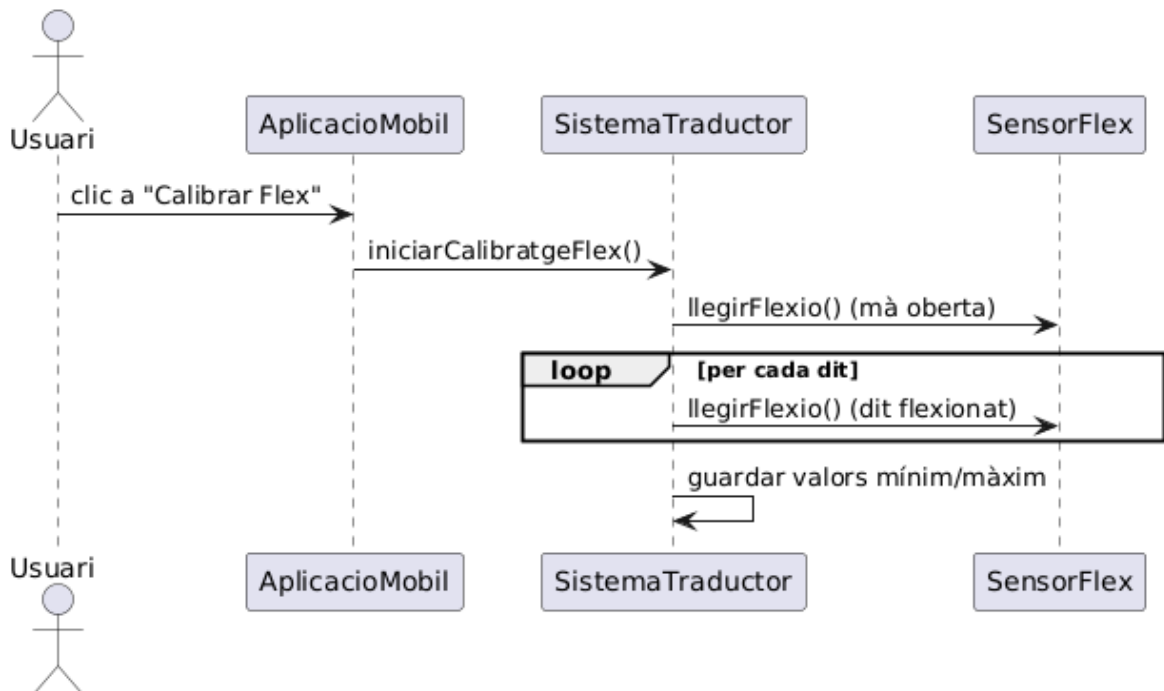 Usuari
AplicacioMobil
SistemaTraductor
SensorFlex
clic a "Calibrar Flex"
iniciarCalibratgeFlex()
llegirFlexio() (mà oberta)
loop [per cada dit]
llegirFlexio() (dit flexionat)
guardar valors mínim/màxim
Usuari
AplicacioMobil
SistemaTraductor
SensorFlex